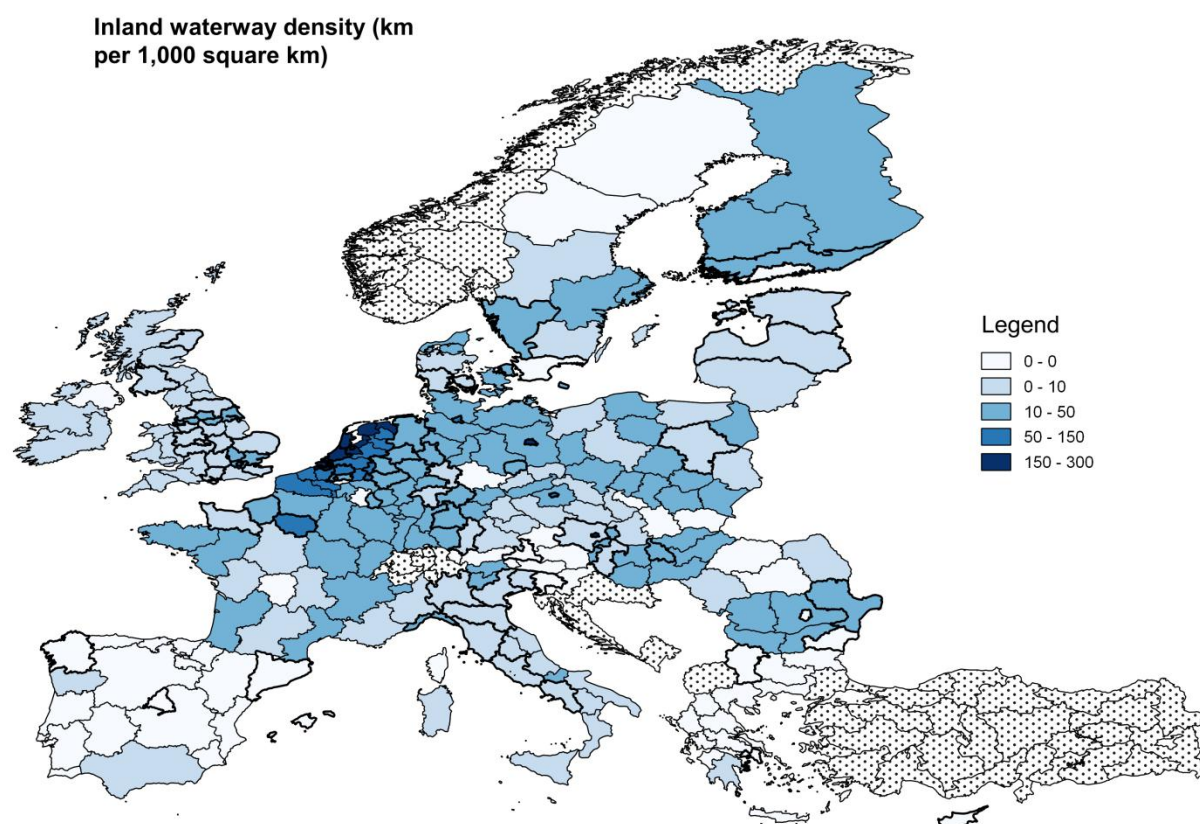 Inland waterway density (km
per 1,000 square km)
Legend
0 - 0
0 - 10
10 - 50
50 - 150
150 - 300